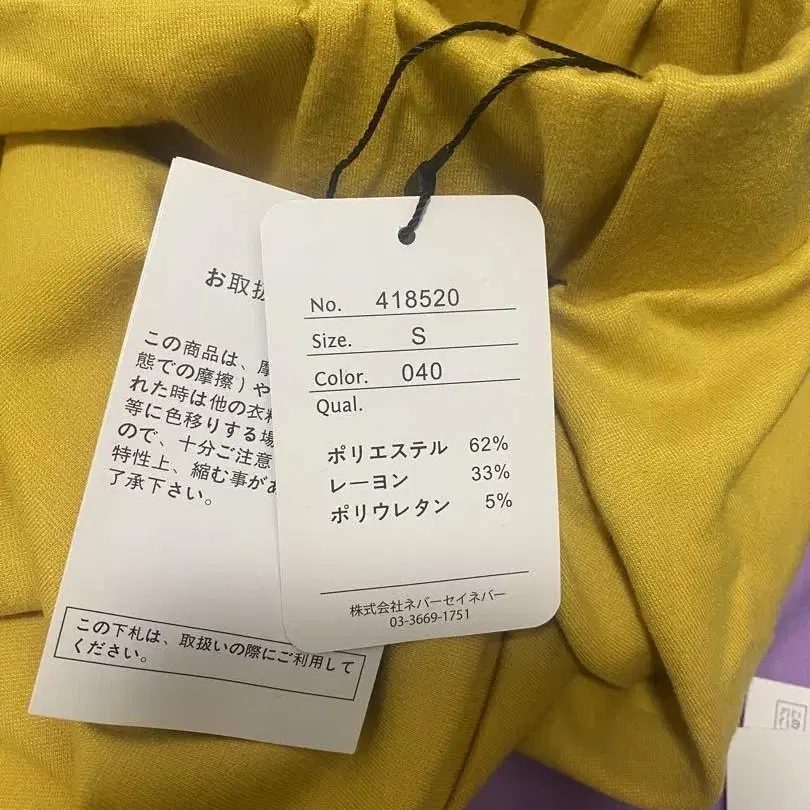 No. 418520
Size. S
Color. 040
Qual.
ポリエステル 62%
レーヨン 33%
ポリウレタン 5%
株式会社ネバーセイネバー
03-3669-1751
お取扱
この商品は、摩
態での摩擦)や
れた時は他の衣料
等に色移りする場
ので、十分ご注意
特性上、縮む事があ
了承下さい。
この下札は、取扱いの際にご利用して
ください。